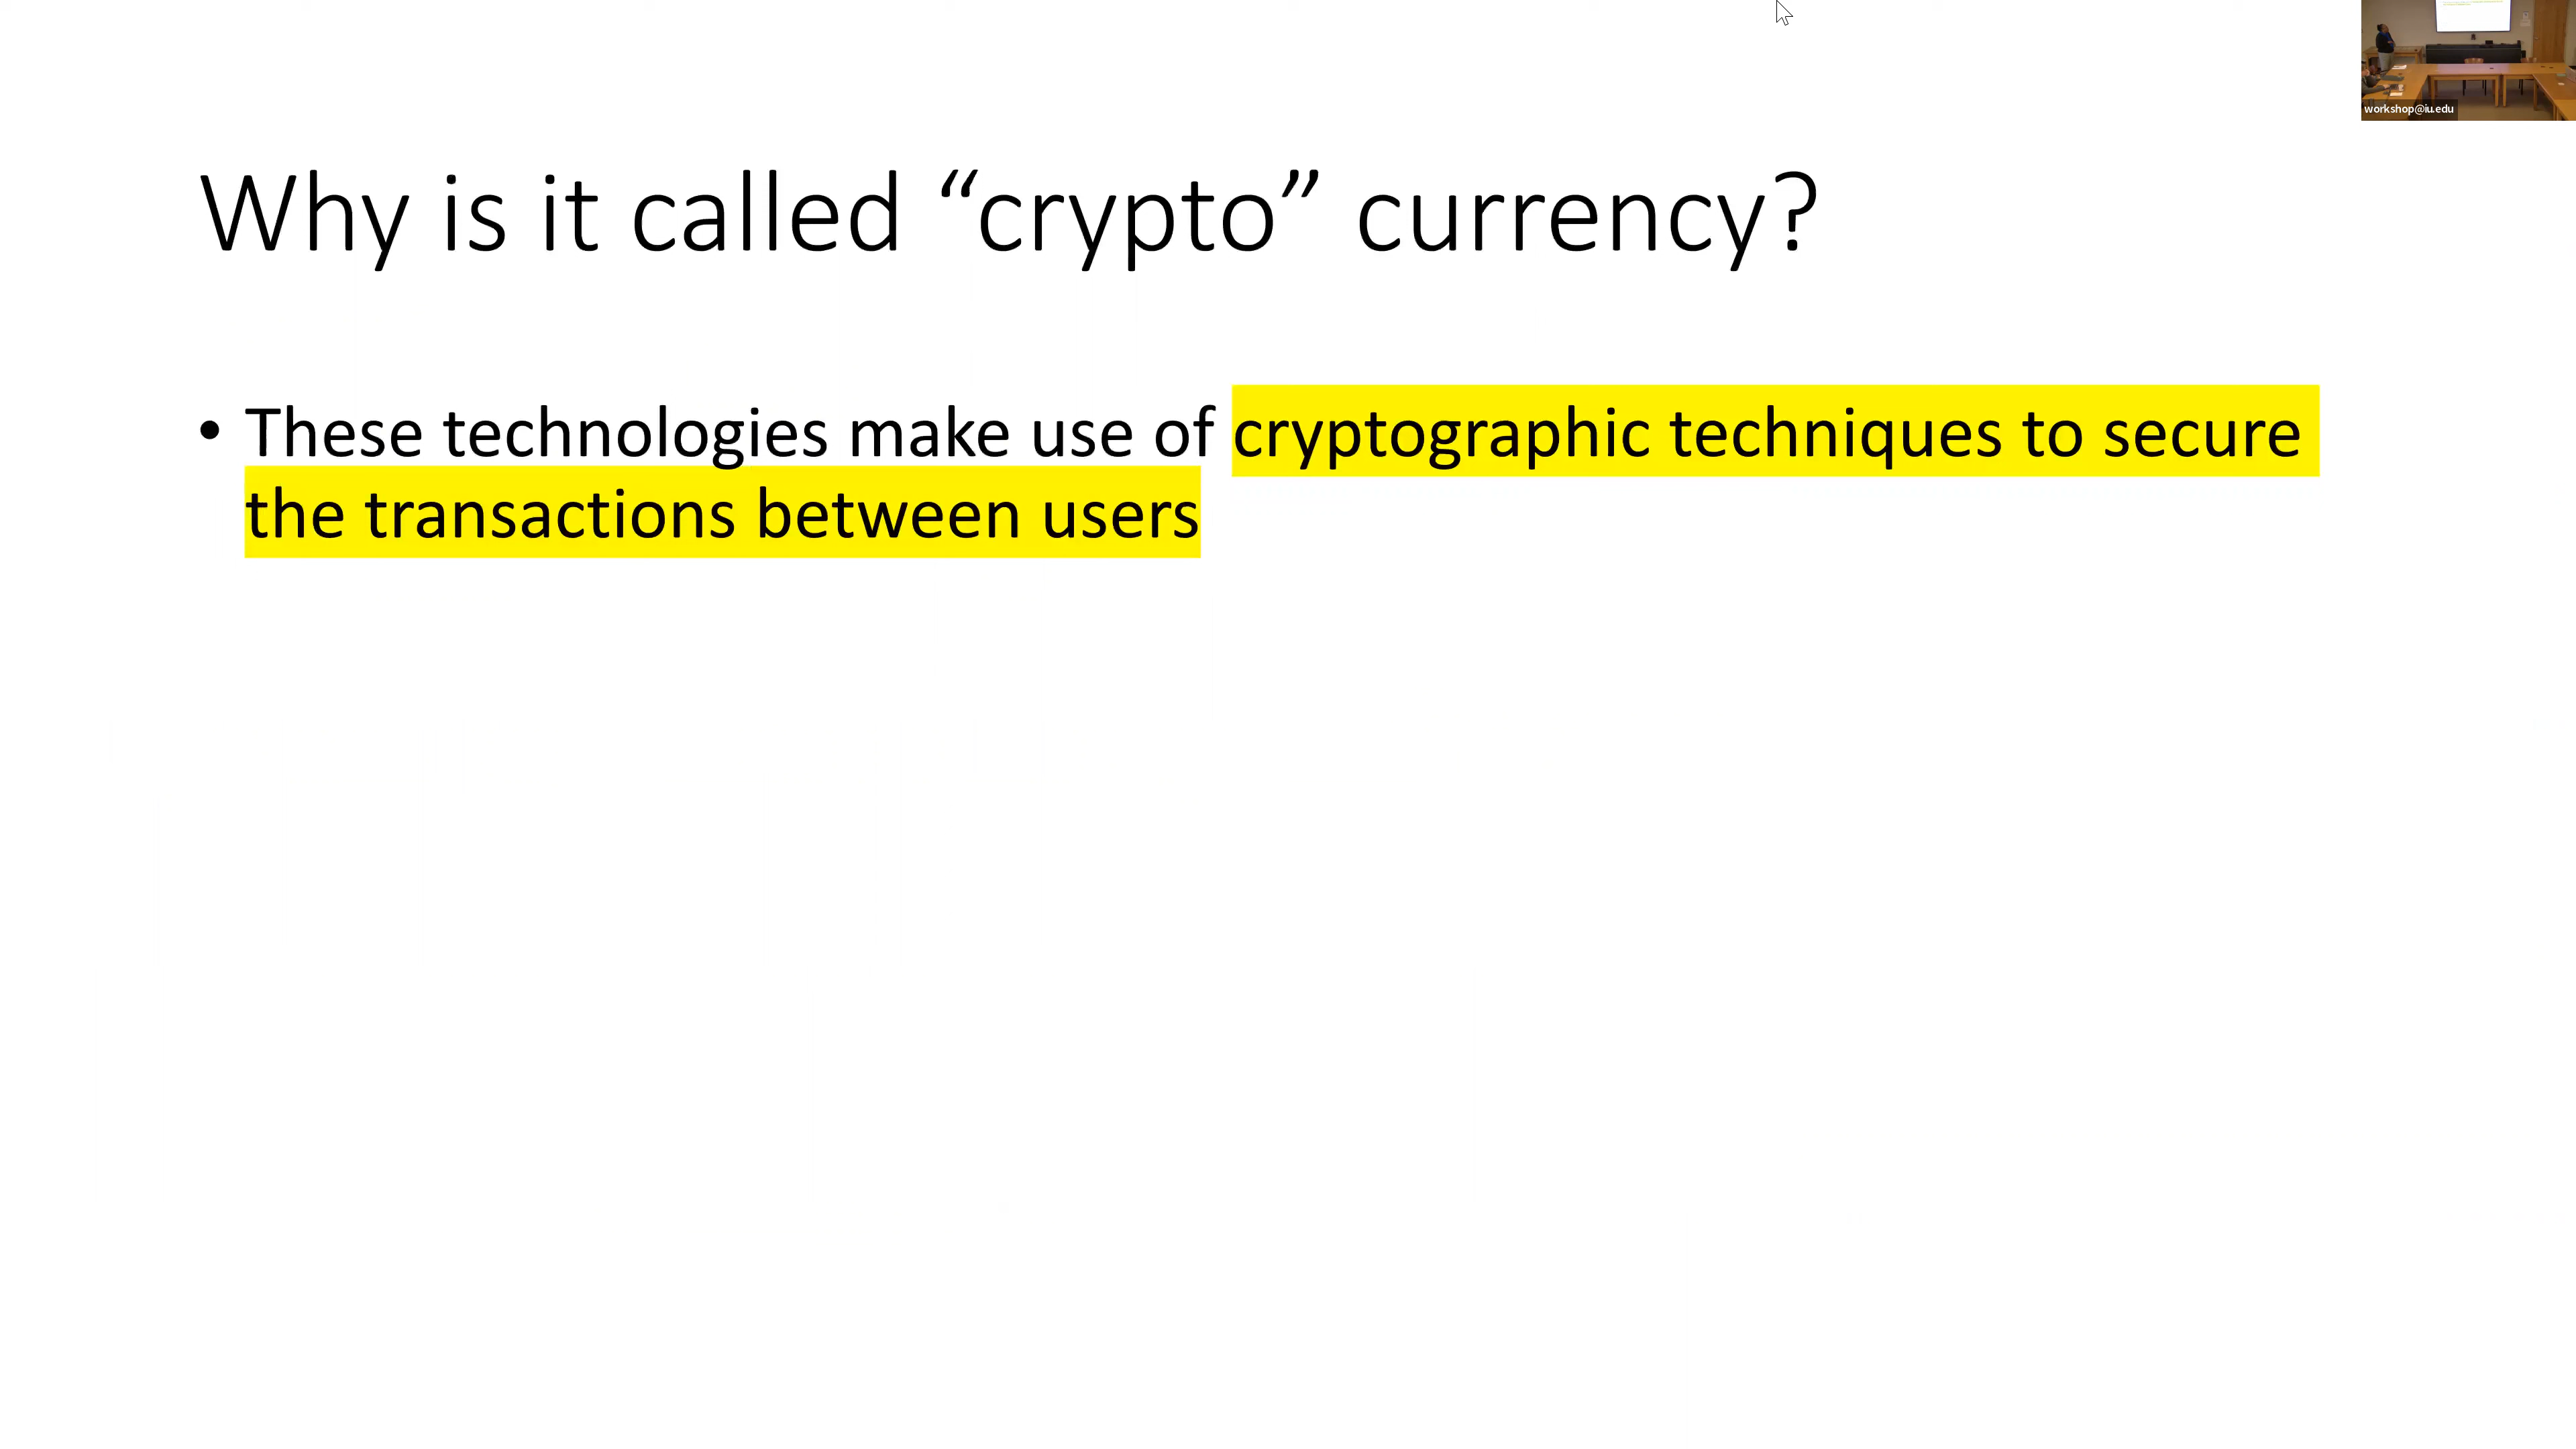 workshop@iu.edu
Why is it called “crypto” currency?
• These technologies make use of cryptographic techniques to secure
the transactions between users